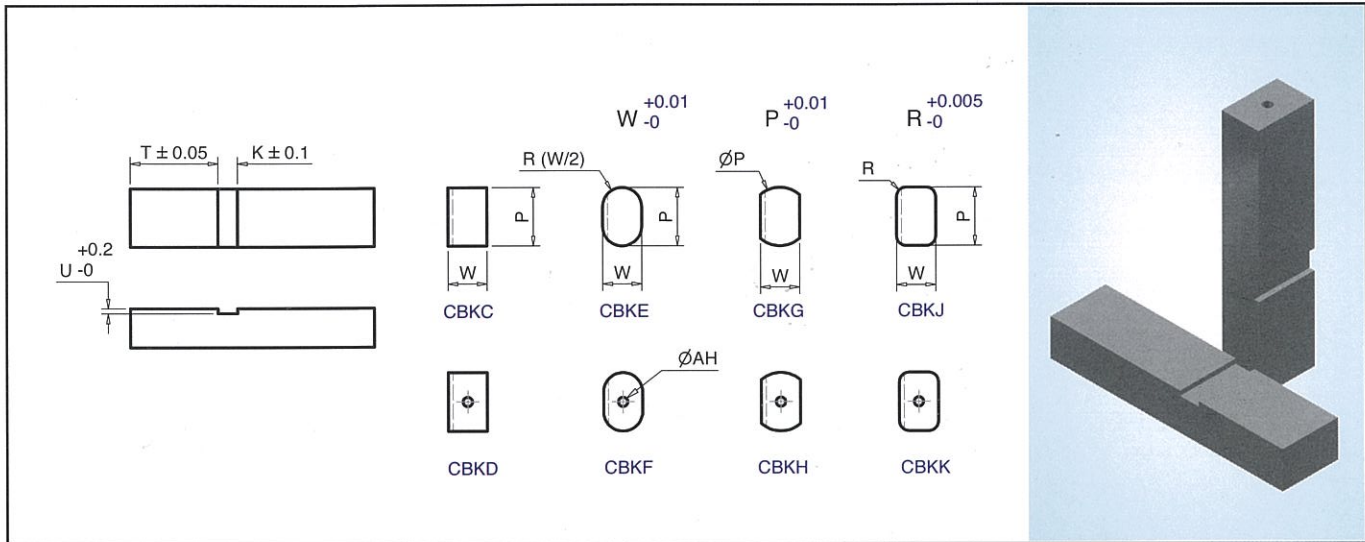 W +0.01 -0
P +0.01 -0
R +0.005 -0
T ± 0.05
K ± 0.1
R (W/2)
ØP
R
P
P
P
W
W
W
W
U +0.2 -0
CBKC
CBKE
CBKG
CBKJ
ØAH
CBKD
CBKF
CBKH
CBKK